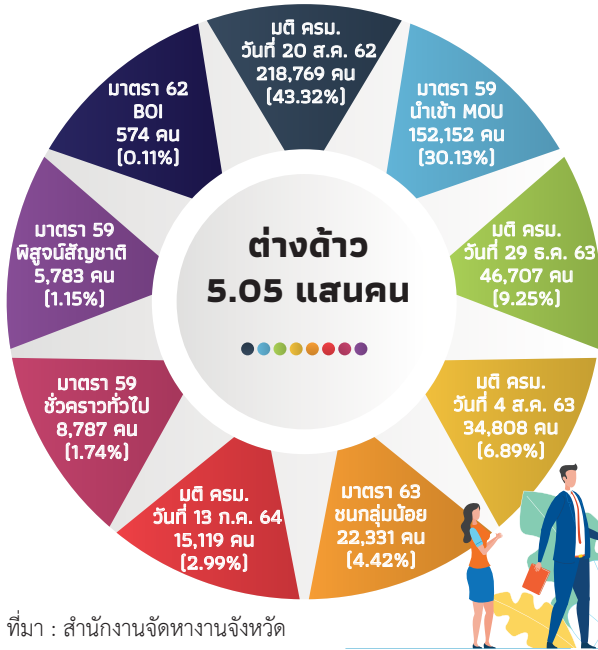 มติ ครม.
วันที่ 20 ส.ค. 62
218,769 คน
(43.32%)
มาตรา 59
นำเข้า MOU
152,152 คน
(30.13%)
มติ ครม.
วันที่ 29 ธ.ค. 63
46,707 คน
(9.25%)
มติ ครม.
วันที่ 4 ส.ค. 63
34,808 คน
(6.89%)
มาตรา 63
ชนกลุ่มน้อย
22,331 คน
(4.42%)
มติ ครม.
วันที่ 13 ก.ค. 64
15,119 คน
(2.99%)
มาตรา 59
ชั่วคราวทั่วไป
8,787 คน
(1.74%)
มาตรา 59
พิสูจน์สัญชาติ
5,783 คน
(1.15%)
มาตรา 62
BOI
574 คน
(0.11%)
ต่างด้าว
5.05 แสนคน
ที่มา : สำนักงานจัดหางานจังหวัด